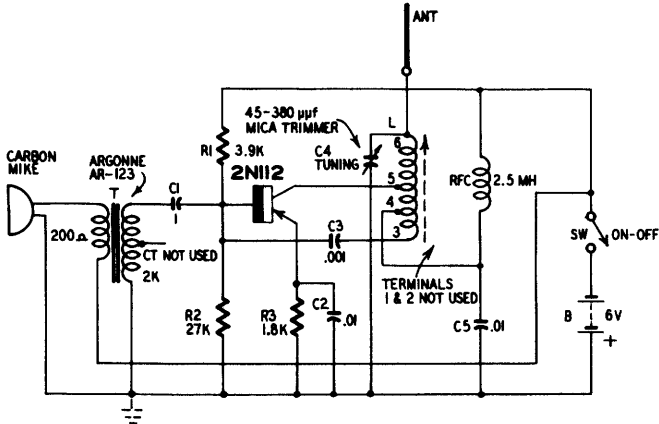 ANT
45-380 µµf
MICA TRIMMER
L
6
CARBON
MIKE
ARGONNE
AR-123
R1 3.9K
C4
TUNING
2N112
T
C1
1
5
4
3
RFC
2.5 MH
200Ω
CT NOT USED
2K
C3
.001
SW
ON-OFF
TERMINALS
1 & 2 NOT USED
R2
27K
R3
1.8K
C2
.01
C5
.01
B
6V
+